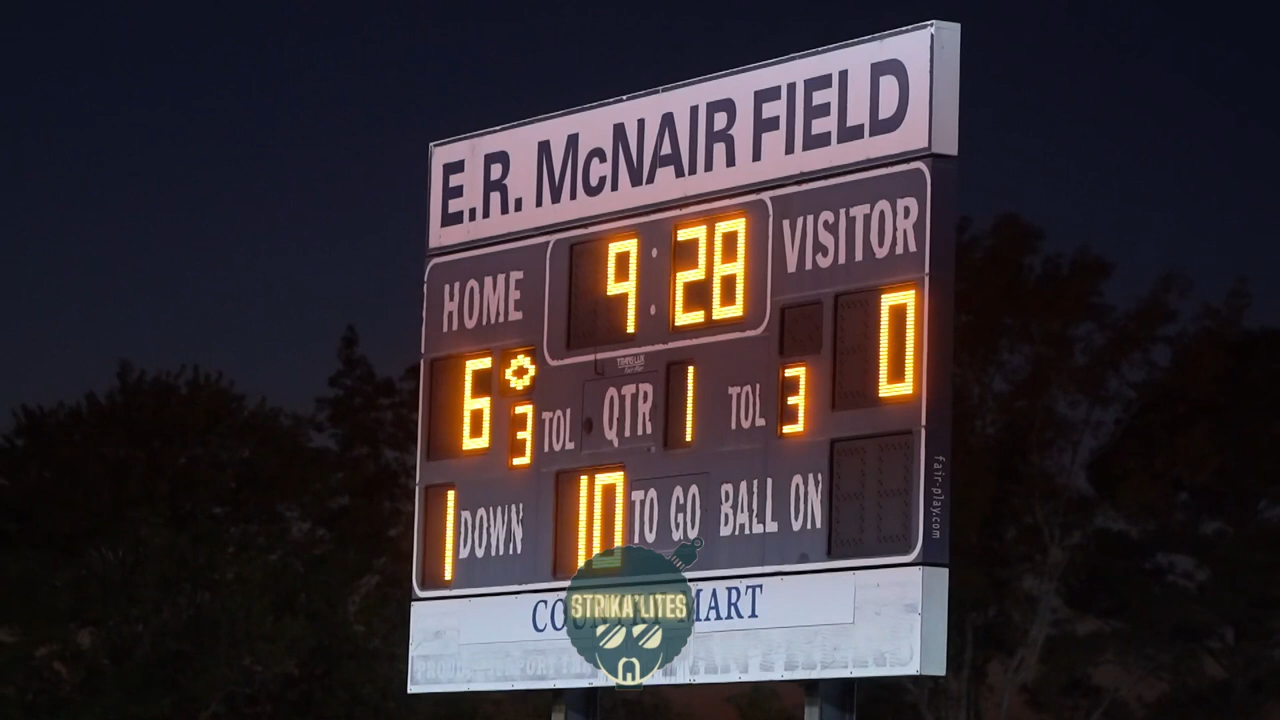 E.R. McNAIR FIELD
HOME 9:28 VISITOR
6 3 TOL QTR 1 TOL 3 0
1 DOWN 10 TO GO BALL ON
fair-play.com
MART
STRIKA'LITES